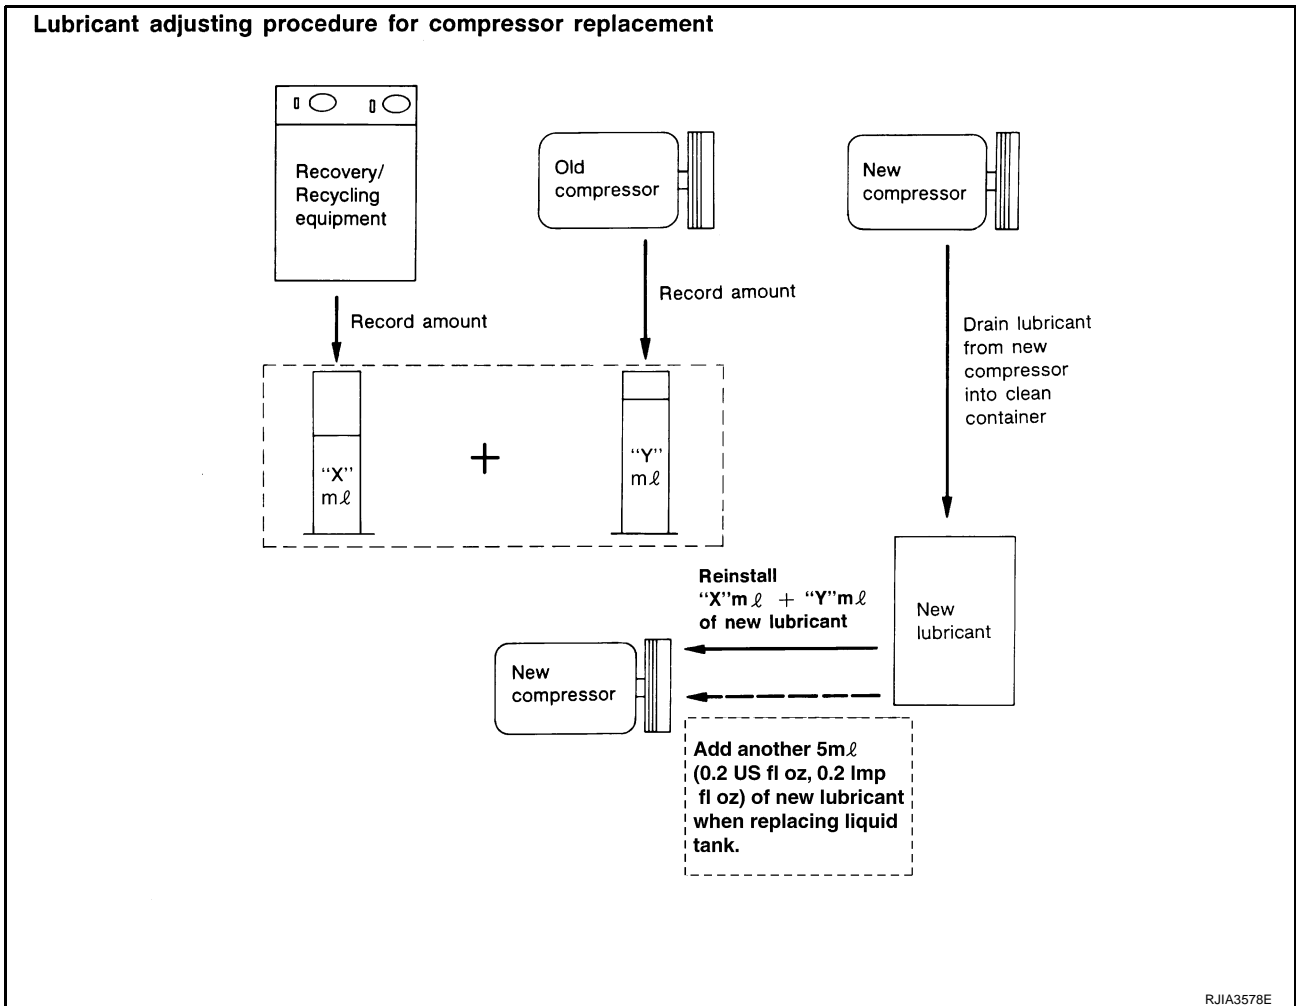 Lubricant adjusting procedure for compressor replacement
Recovery/
Recycling
equipment
Old
compressor
New
compressor
Record amount
Record amount
Drain lubricant
from new
compressor
into clean
container
“X”
mℓ
+
“Y”
mℓ
Reinstall
“X”mℓ + “Y”mℓ
of new lubricant
New
lubricant
New
compressor
Add another 5mℓ
(0.2 US fl oz, 0.2 Imp
fl oz) of new lubricant
when replacing liquid
tank.
RJIA3578E